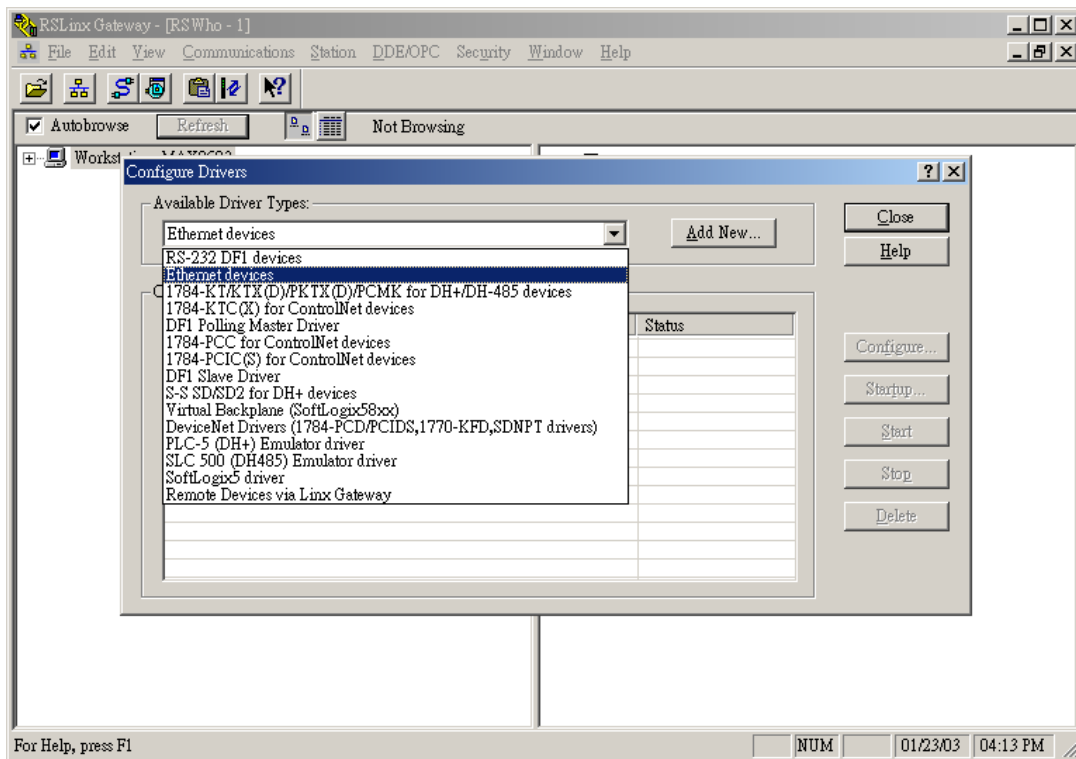 RSLinx Gateway - [RSWho - 1]
File Edit View Communications Station DDE/OPC Security Window Help
Autobrowse Refresh Not Browsing
Configure Drivers
Available Driver Types:
Ethernet devices
Add New...
Close
Help
RS-232 DF1 devices
Ethernet devices
1784-KT/KTX(D)/PKTX(D)/PCMK for DH+/DH-485 devices
1784-KTC(X) for ControlNet devices
DF1 Polling Master Driver
1784-PCC for ControlNet devices
1784-PCIC(S) for ControlNet devices
DF1 Slave Driver
S-S SD/SD2 for DH+ devices
Virtual Backplane (SoftLogix58xx)
DeviceNet Drivers (1784-PCD/PCIDS,1770-KFD,SDNPT drivers)
PLC-5 (DH+) Emulator driver
SLC 500 (DH485) Emulator driver
SoftLogix5 driver
Remote Devices via Linx Gateway
Status
Configure...
Startup...
Start
Stop
Delete
For Help, press F1
NUM 01/23/03 04:13 PM